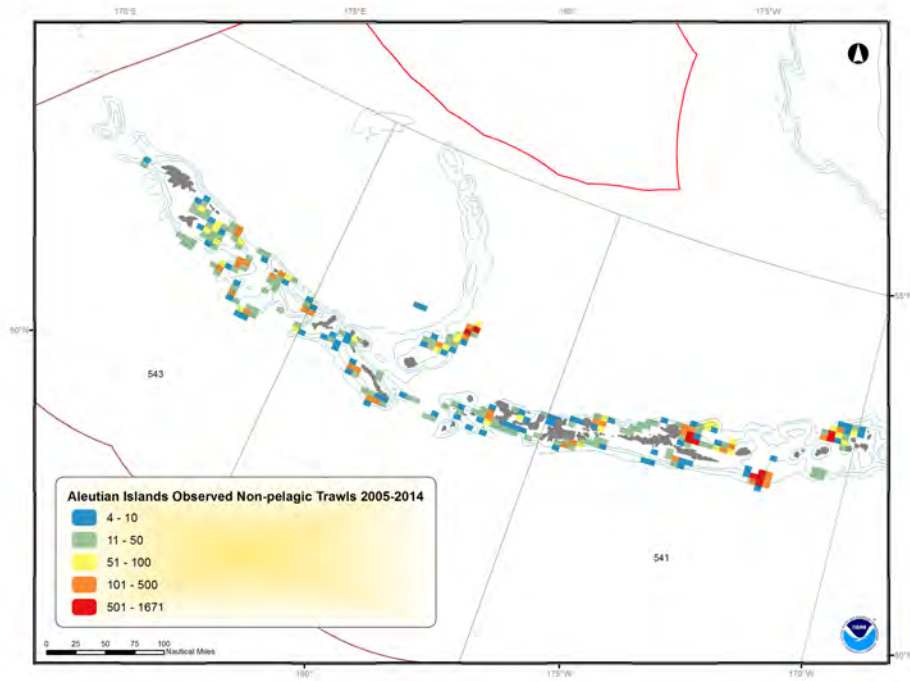 170°E 175°E 180° 175°W
55°N
50°N
543
541
Aleutian Islands Observed Non-pelagic Trawls 2005-2014
4 - 10
11 - 50
51 - 100
101 - 500
501 - 1671
0 25 50 75 100
Nautical Miles
NOAA
180° 175°W 170°W